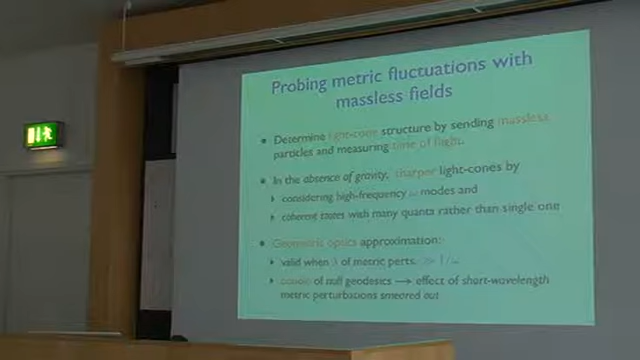 Probing metric fluctuations with
massless fields
• Determine light-cone structure by sending massless
particles and measuring time of flight.
• In the absence of gravity, sharper light-cones by
‣ considering high-frequency ω modes and
‣ coherent states with many quanta rather than single one
• Geometric optics approximation:
‣ valid when λ of metric perts. >> 1/ω
‣ of null geodesics → effect of short-wavelength
metric perturbations smeared out